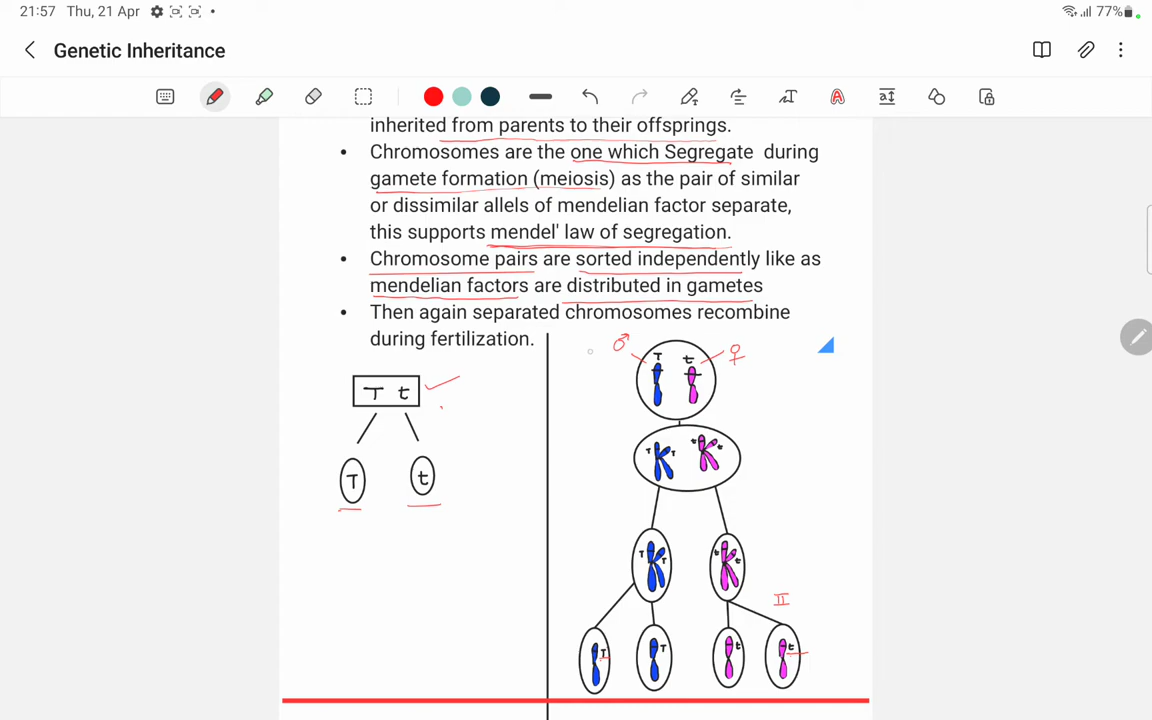 21:57 Thu, 21 Apr 77%
Genetic Inheritance
inherited from parents to their offsprings.
• Chromosomes are the one which Segregate during
gamete formation (meiosis) as the pair of similar
or dissimilar allels of mendelian factor separate,
this supports mendel' law of segregation.
• Chromosome pairs are sorted independently like as
mendelian factors are distributed in gametes
• Then again separated chromosomes recombine
during fertilization.
T t
T t
♂ T t ♀
T T t t
T T t t
II
T T t t